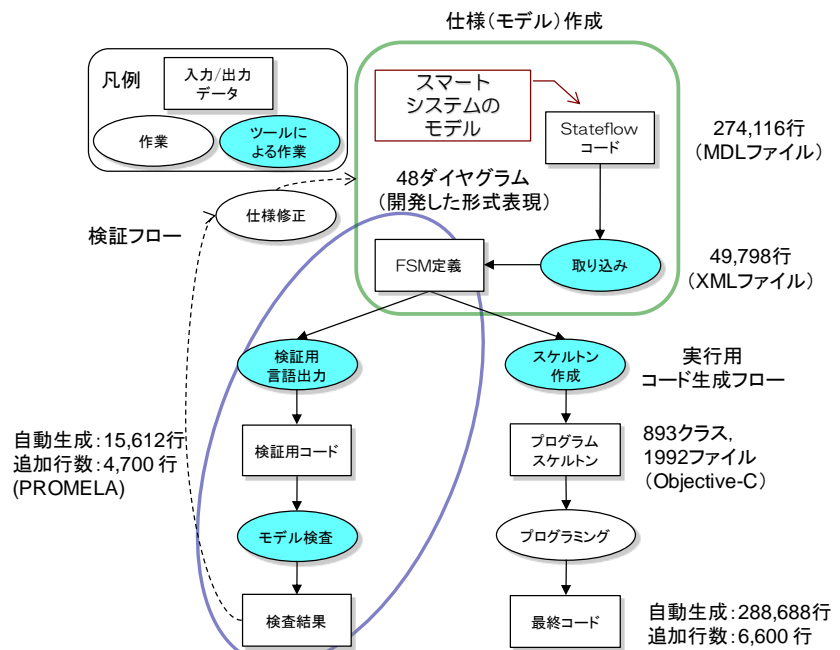 仕様（モデル）作成
凡例
入力/出力
データ
作業
ツールに
よる作業
スマート
システムの
モデル
Stateflow
コード
274,116行
（MDLファイル）
48ダイヤグラム
（開発した形式表現）
仕様修正
検証フロー
FSM定義
取り込み
49,798行
（XMLファイル）
検証用
言語出力
スケルトン
作成
実行用
コード生成フロー
自動生成：15,612行
追加行数：4,700 行
(PROMELA)
検証用コード
プログラム
スケルトン
893クラス，
1992ファイル
（Objective-C）
モデル検査
プログラミング
検査結果
最終コード
自動生成：288,688行
追加行数：6,600 行